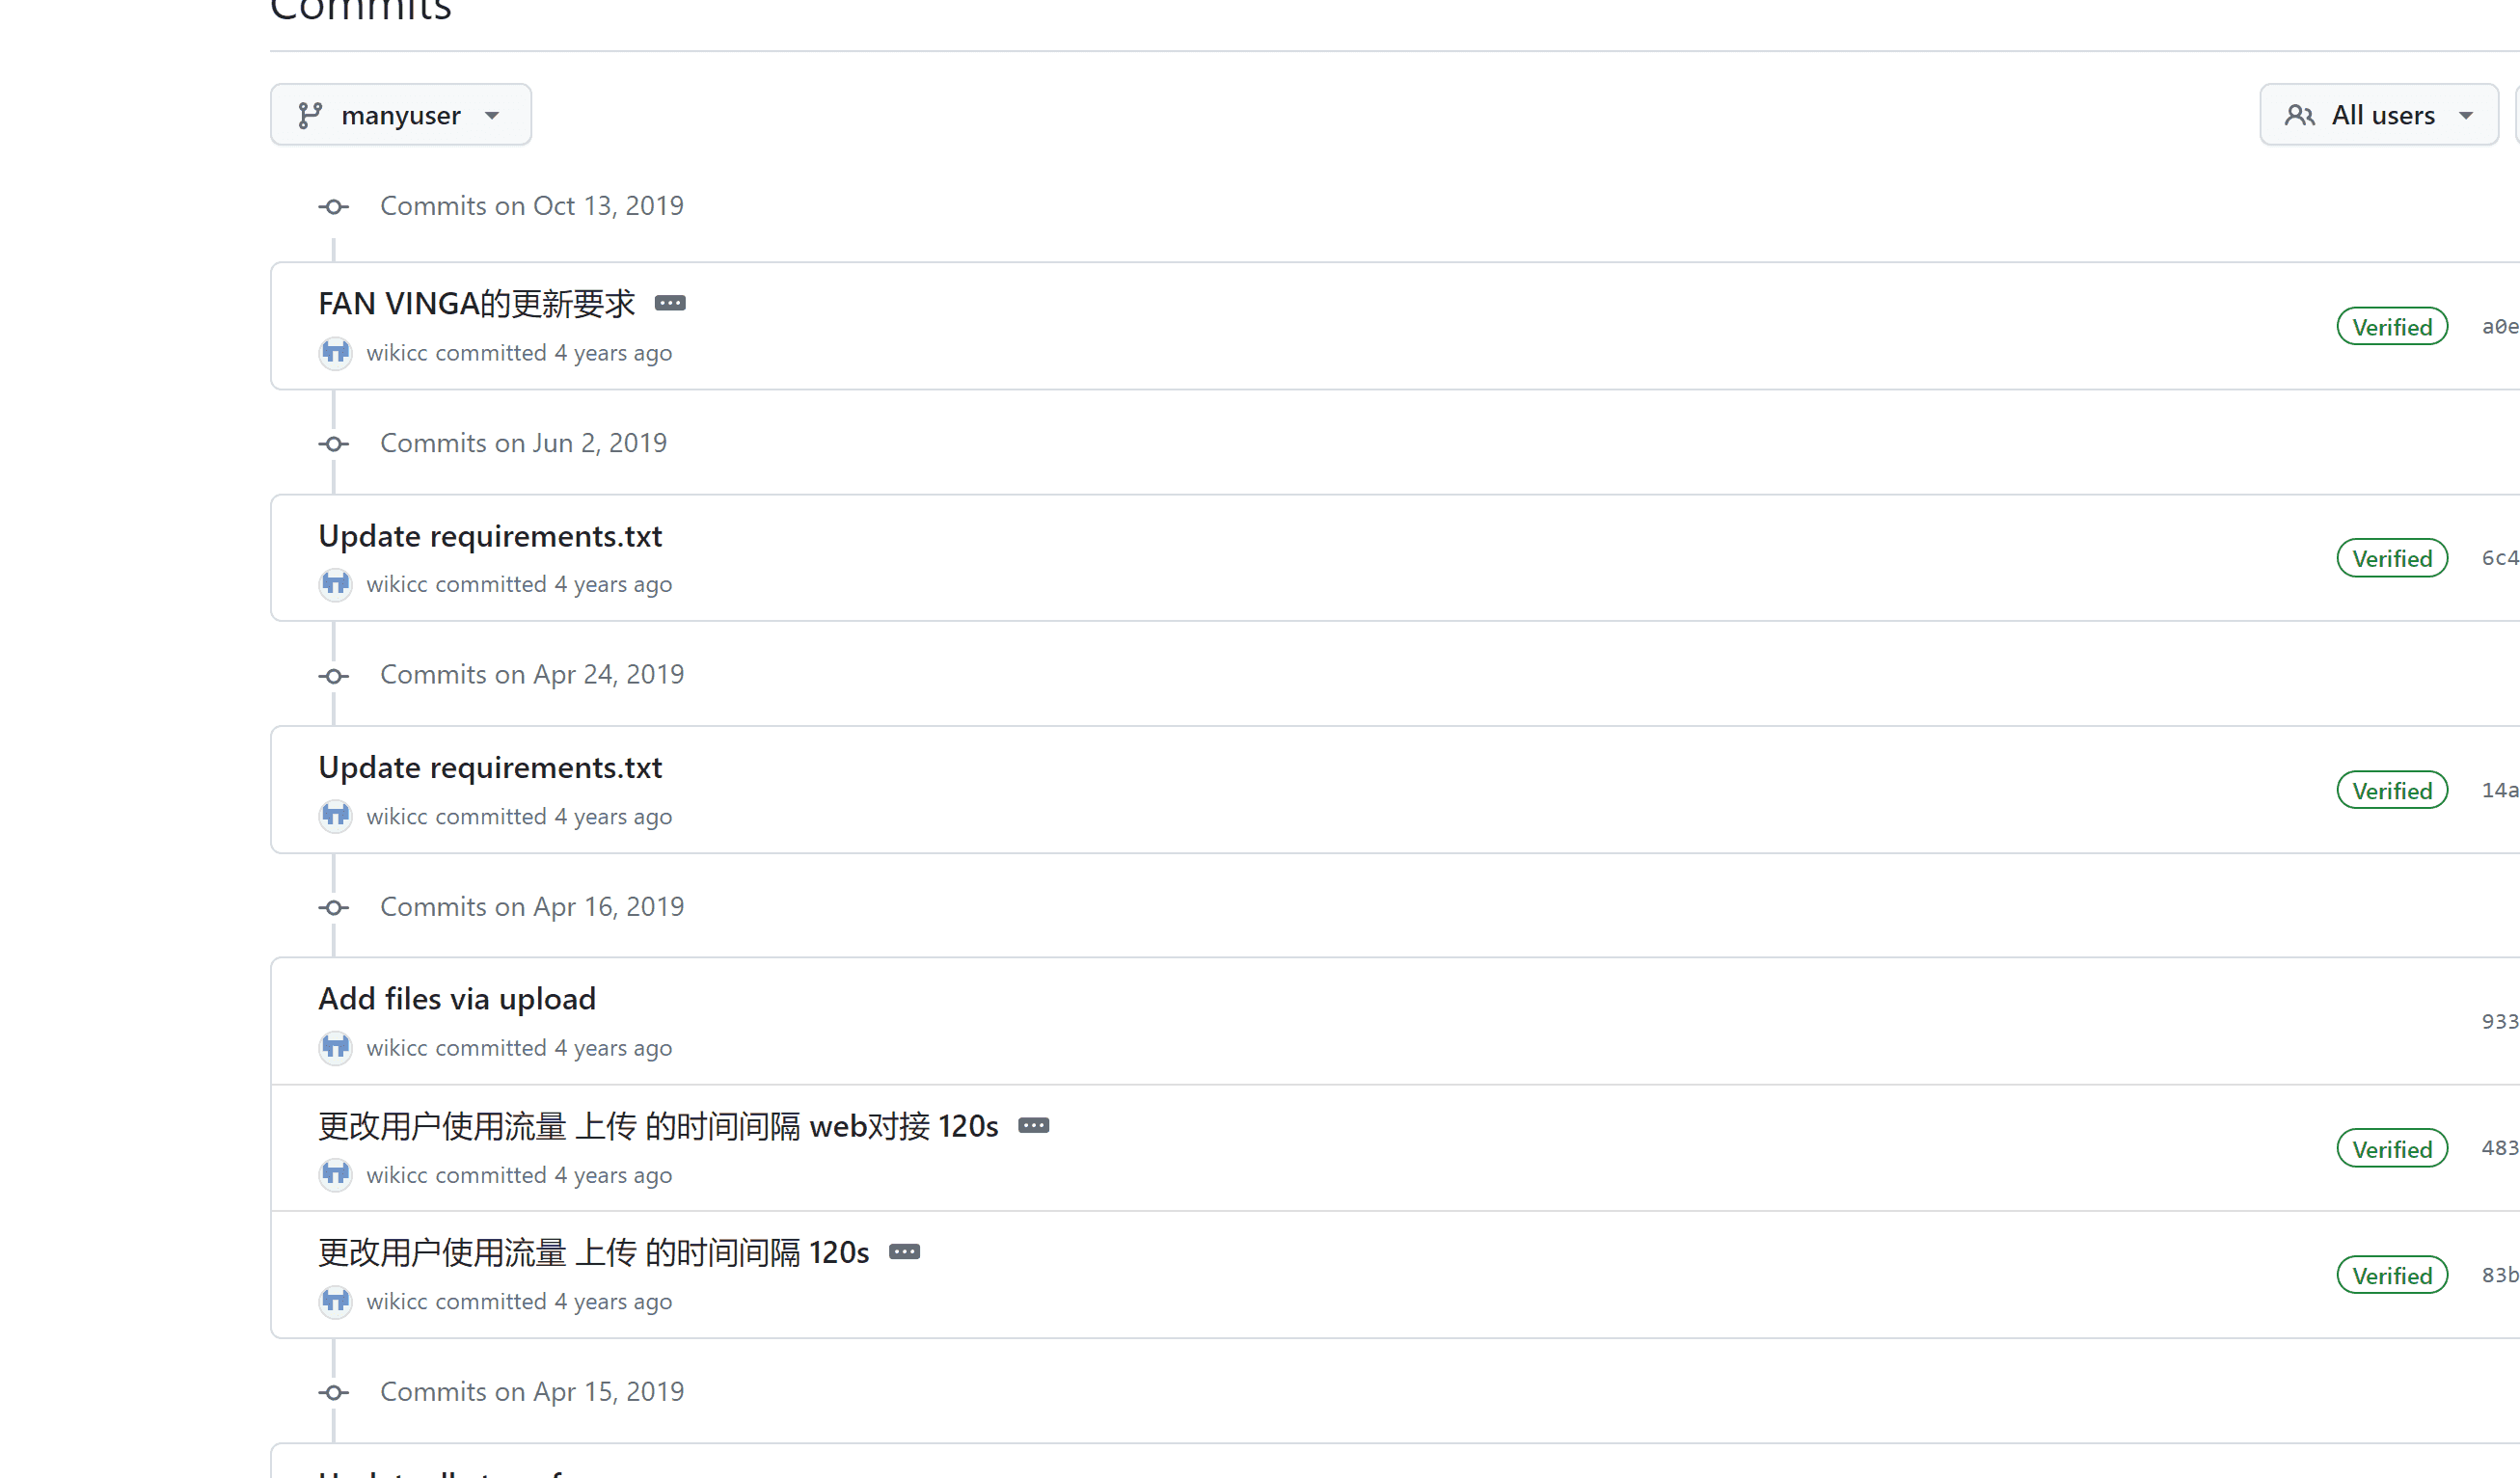 Commits
manyuser
All users
Commits on Oct 13, 2019
FAN VINGA的更新要求
wikicc committed 4 years ago
Verified
a0e
Commits on Jun 2, 2019
Update requirements.txt
wikicc committed 4 years ago
Verified
6c4
Commits on Apr 24, 2019
Update requirements.txt
wikicc committed 4 years ago
Verified
14a
Commits on Apr 16, 2019
Add files via upload
wikicc committed 4 years ago
933
更改用户使用流量 上传 的时间间隔 web对接 120s
wikicc committed 4 years ago
Verified
483
更改用户使用流量 上传 的时间间隔 120s
wikicc committed 4 years ago
Verified
83b
Commits on Apr 15, 2019